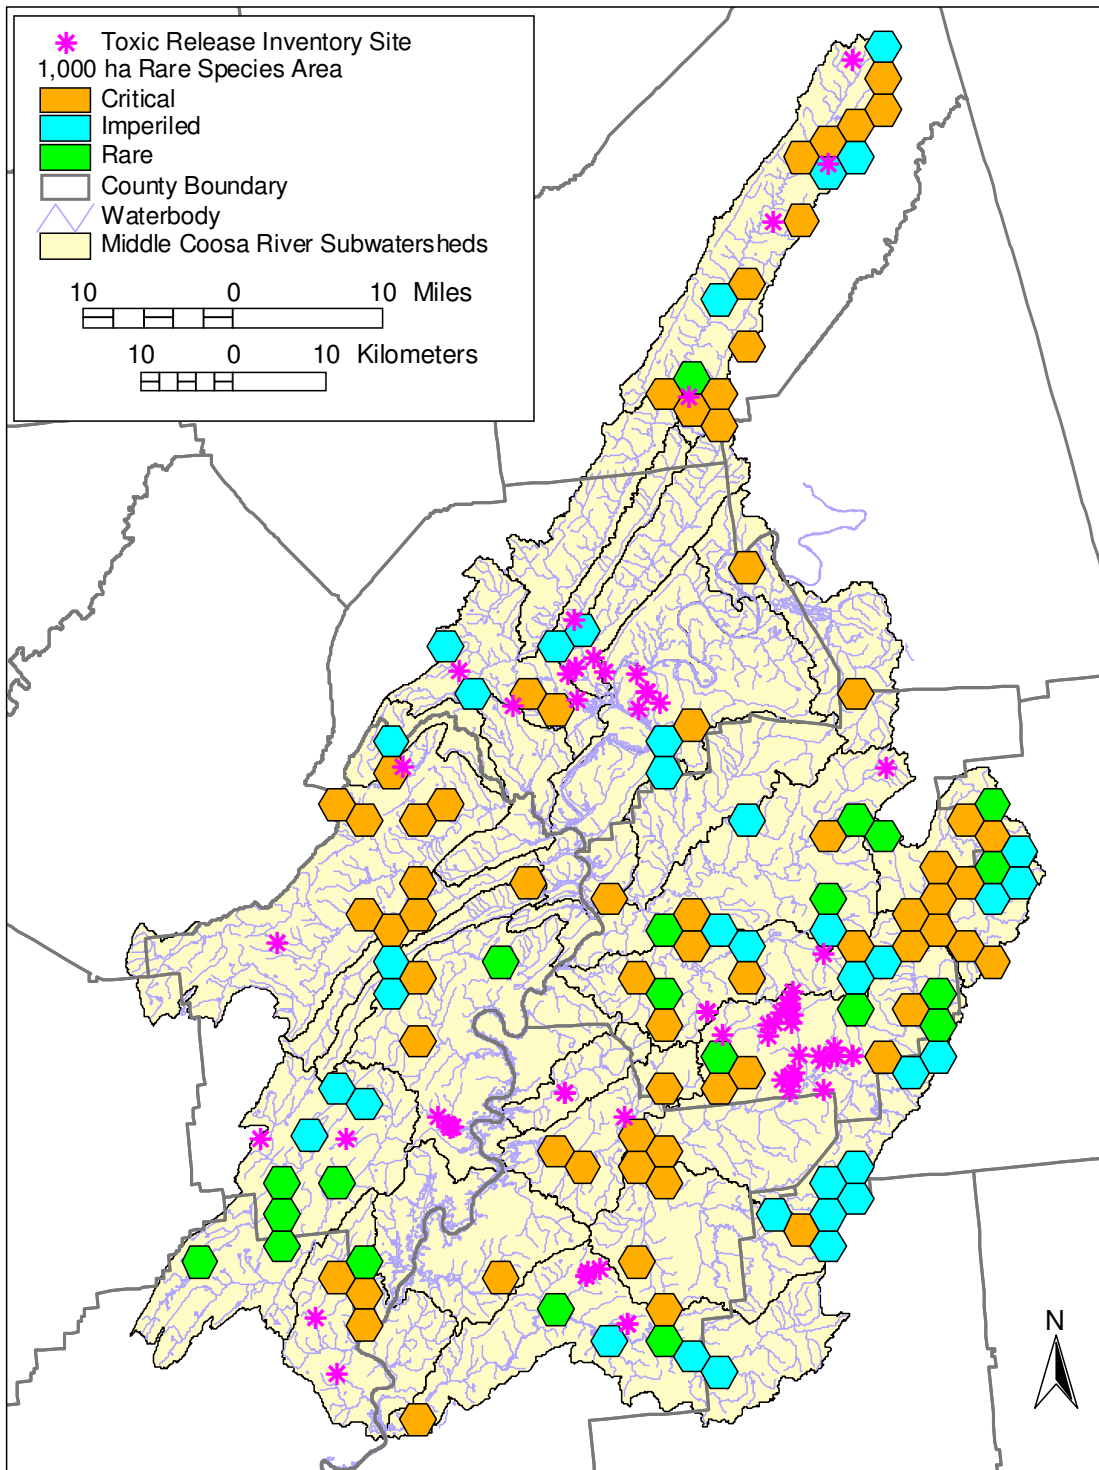 Toxic Release Inventory Site
1,000 ha Rare Species Area
Critical
Imperiled
Rare
County Boundary
Waterbody
Middle Coosa River Subwatersheds
10 0 10 Miles
10 0 10 Kilometers
N